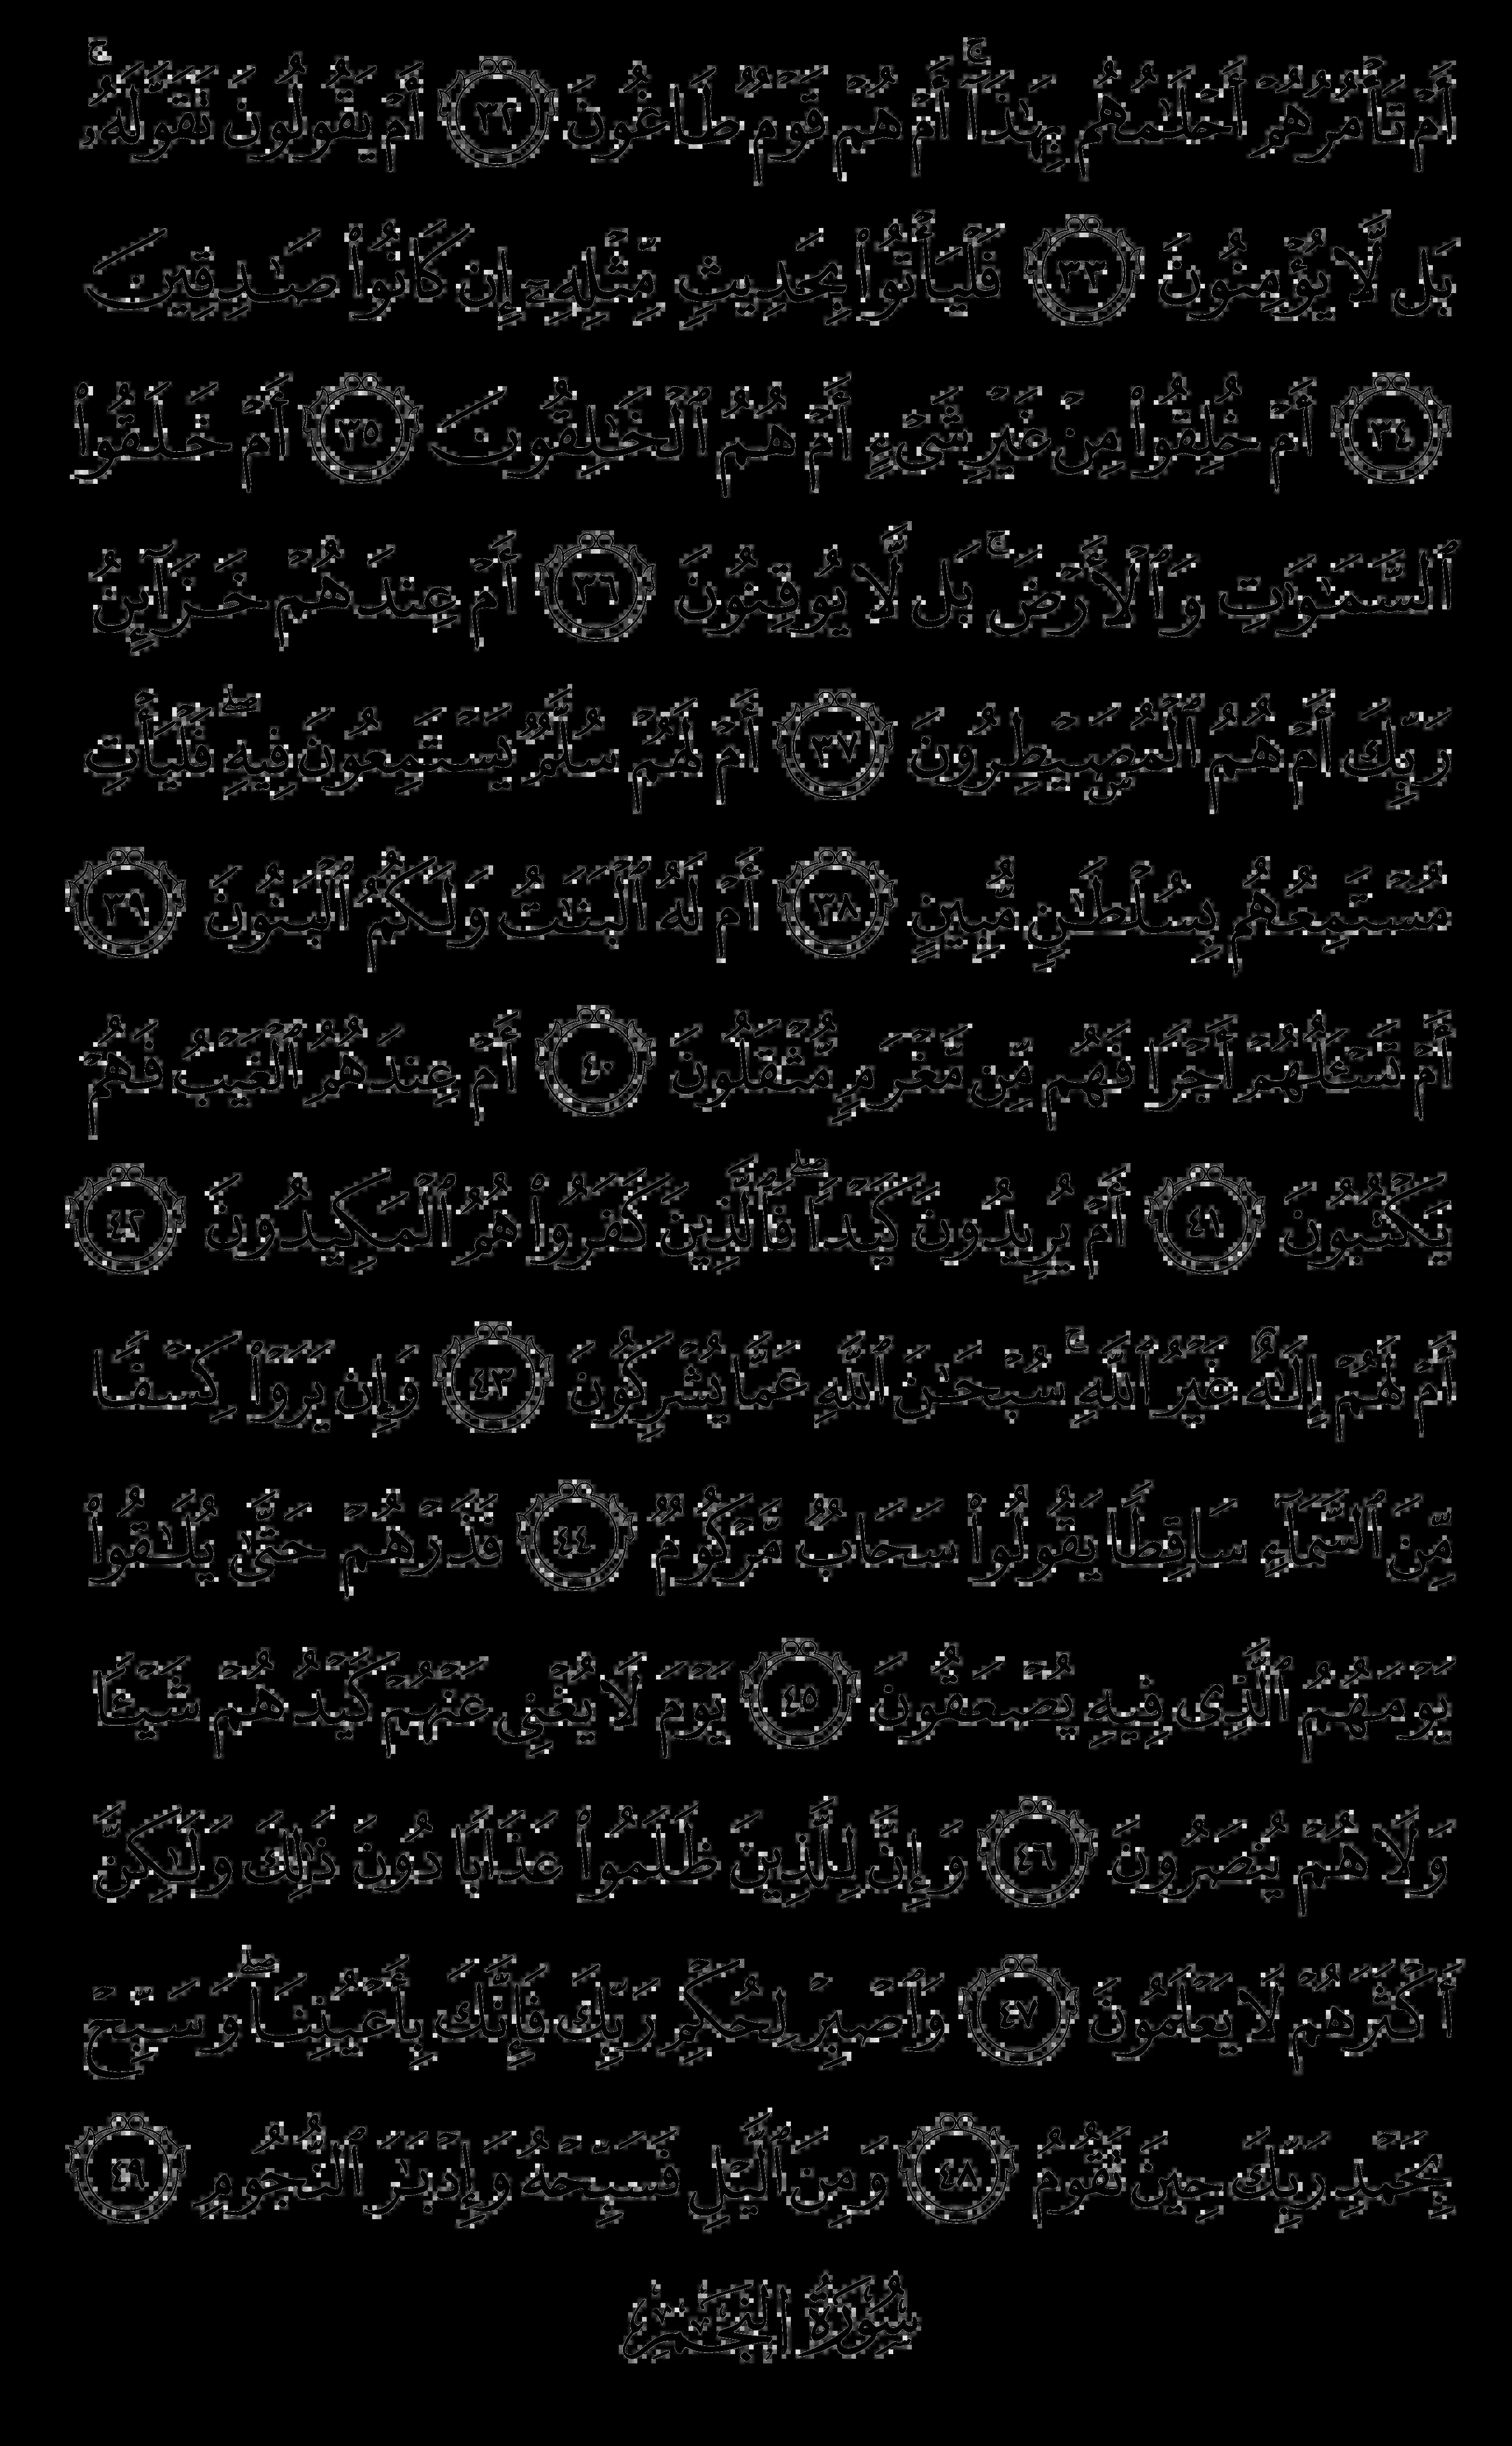 أَمْ تَأْمُرُهُمْ أَحْلَٰمُهُم بِهَٰذَآ ۚ أَمْ هُمْ قَوْمٌ طَاغُونَ ٣٢ أَمْ يَقُولُونَ تَقَوَّلَهُۥ ۚ
بَل لَّا يُؤْمِنُونَ ٣٣ فَلْيَأْتُوا۟ بِحَدِيثٍ مِّثْلِهِۦٓ إِن كَانُوا۟ صَٰدِقِينَ
٣٤ أَمْ خُلِقُوا۟ مِنْ غَيْرِ شَىْءٍ أَمْ هُمُ ٱلْخَٰلِقُونَ ٣٥ أَمْ خَلَقُوا۟
ٱلسَّمَٰوَٰتِ وَٱلْأَرْضَ ۚ بَل لَّا يُوقِنُونَ ٣٦ أَمْ عِندَهُمْ خَزَآئِنُ
رَبِّكَ أَمْ هُمُ ٱلْمُصَۣيْطِرُونَ ٣٧ أَمْ لَهُمْ سُلَّمٌ يَسْتَمِعُونَ فِيهِ ۖ فَلْيَأْتِ
مُسْتَمِعُهُم بِسُلْطَٰنٍ مُّبِينٍ ٣٨ أَمْ لَهُ ٱلْبَنَٰتُ وَلَكُمُ ٱلْبَنُونَ ٣٩
أَمْ تَسْـَٔلُهُمْ أَجْرًا فَهُم مِّن مَّغْرَمٍ مُّثْقَلُونَ ٤٠ أَمْ عِندَهُمُ ٱلْغَيْبُ فَهُمْ
يَكْتُبُونَ ٤١ أَمْ يُرِيدُونَ كَيْدًا ۖ فَٱلَّذِينَ كَفَرُوا۟ هُمُ ٱلْمَكِيدُونَ ٤٢
أَمْ لَهُمْ إِلَٰهٌ غَيْرُ ٱللَّهِ ۚ سُبْحَٰنَ ٱللَّهِ عَمَّا يُشْرِكُونَ ٤٣ وَإِن يَرَوْا۟ كِسْفًا
مِّنَ ٱلسَّمَآءِ سَاقِطًا يَقُولُوا۟ سَحَابٌ مَّرْكُومٌ ٤٤ فَذَرْهُمْ حَتَّىٰ يُلَٰقُوا۟
يَوْمَهُمُ ٱلَّذِى فِيهِ يُصْعَقُونَ ٤٥ يَوْمَ لَا يُغْنِى عَنْهُمْ كَيْدُهُمْ شَيْـًٔا
وَلَا هُمْ يُنصَرُونَ ٤٦ وَإِنَّ لِلَّذِينَ ظَلَمُوا۟ عَذَابًا دُونَ ذَٰلِكَ وَلَٰكِنَّ
أَكْثَرَهُمْ لَا يَعْلَمُونَ ٤٧ وَٱصْبِرْ لِحُكْمِ رَبِّكَ فَإِنَّكَ بِأَعْيُنِنَا ۖ وَسَبِّحْ
بِحَمْدِ رَبِّكَ حِينَ تَقُومُ ٤٨ وَمِنَ ٱلَّيْلِ فَسَبِّحْهُ وَإِدْبَٰرَ ٱلنُّجُومِ ٤٩
سُورَةُ النَّجْمِ